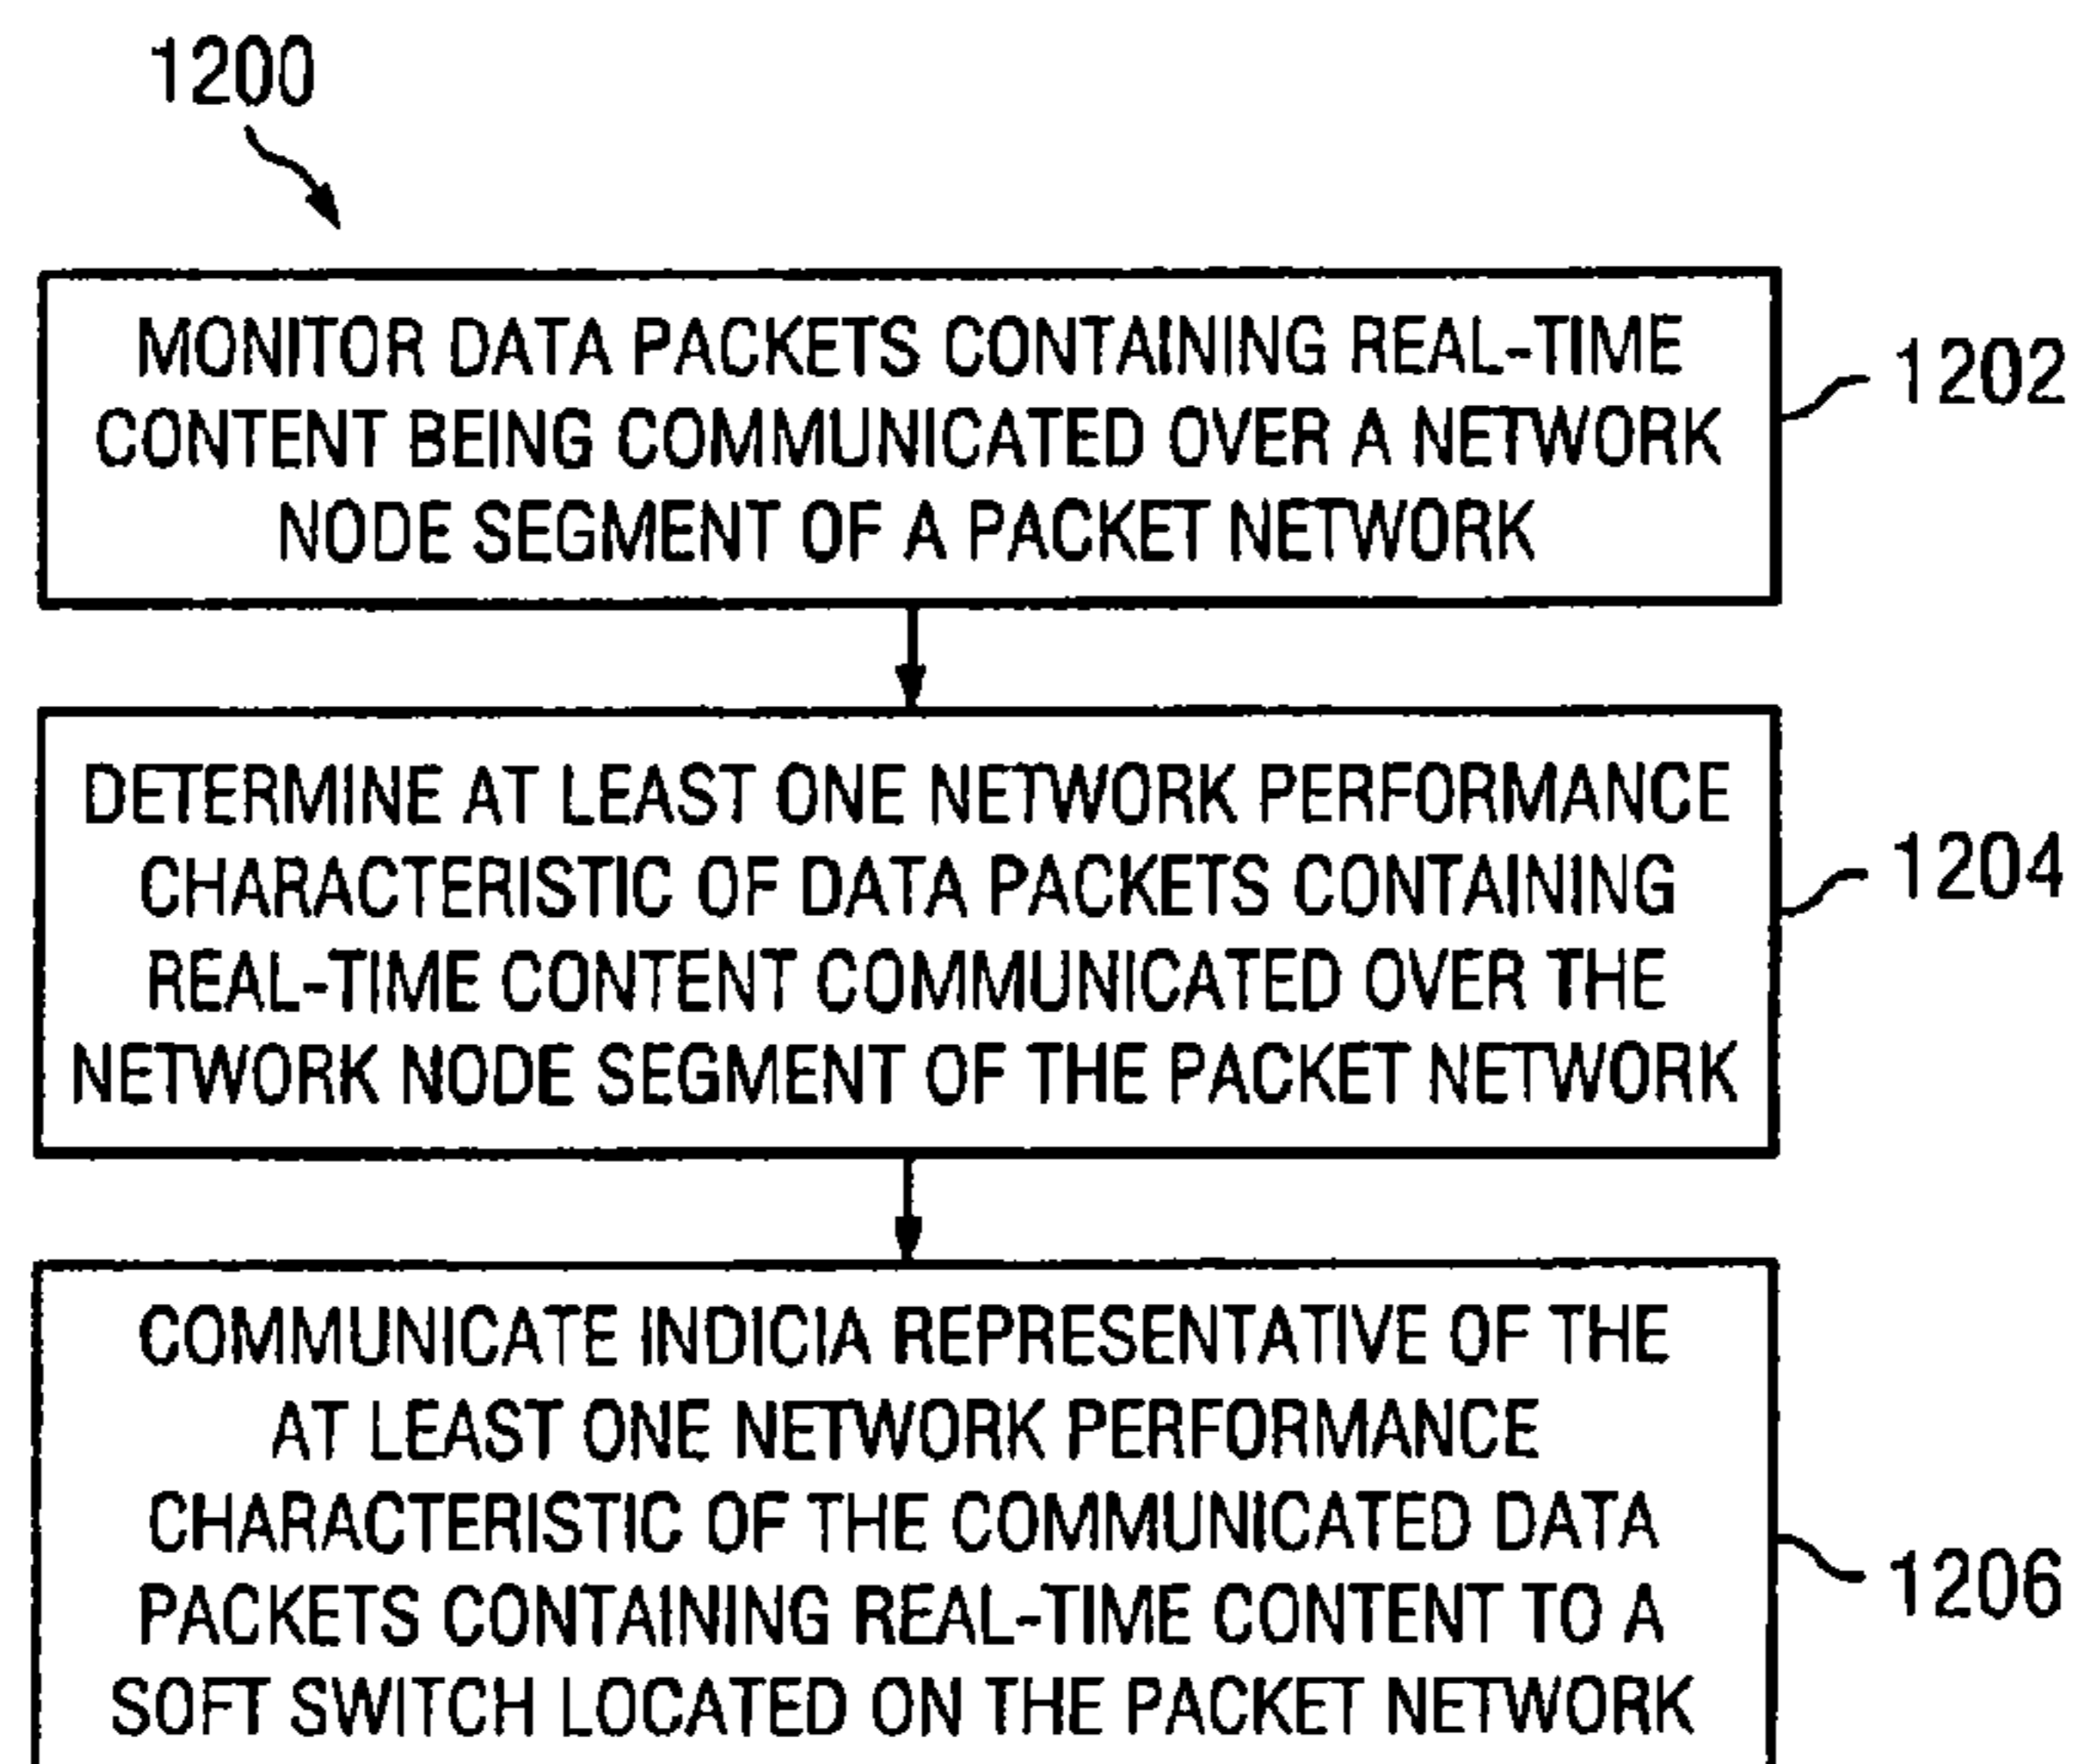 1200
MONITOR DATA PACKETS CONTAINING REAL-TIME
CONTENT BEING COMMUNICATED OVER A NETWORK
NODE SEGMENT OF A PACKET NETWORK
1202
DETERMINE AT LEAST ONE NETWORK PERFORMANCE
CHARACTERISTIC OF DATA PACKETS CONTAINING
REAL-TIME CONTENT COMMUNICATED OVER THE
NETWORK NODE SEGMENT OF THE PACKET NETWORK
1204
COMMUNICATE INDICIA REPRESENTATIVE OF THE
AT LEAST ONE NETWORK PERFORMANCE
CHARACTERISTIC OF THE COMMUNICATED DATA
PACKETS CONTAINING REAL-TIME CONTENT TO A
SOFT SWITCH LOCATED ON THE PACKET NETWORK
1206